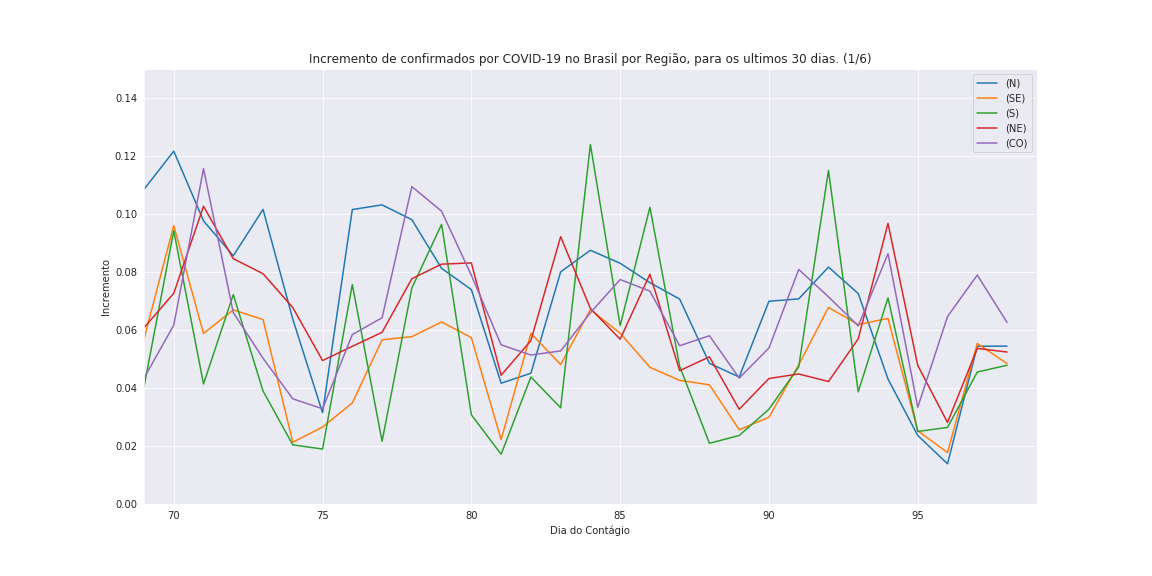 Incremento de confirmados por COVID-19 no Brasil por Região, para os ultimos 30 dias. (1/6)
(N)
(SE)
(S)
(NE)
(CO)
Incremento
0.14
0.12
0.10
0.08
0.06
0.04
0.02
0.00
70 75 80 85 90 95
Dia do Contágio